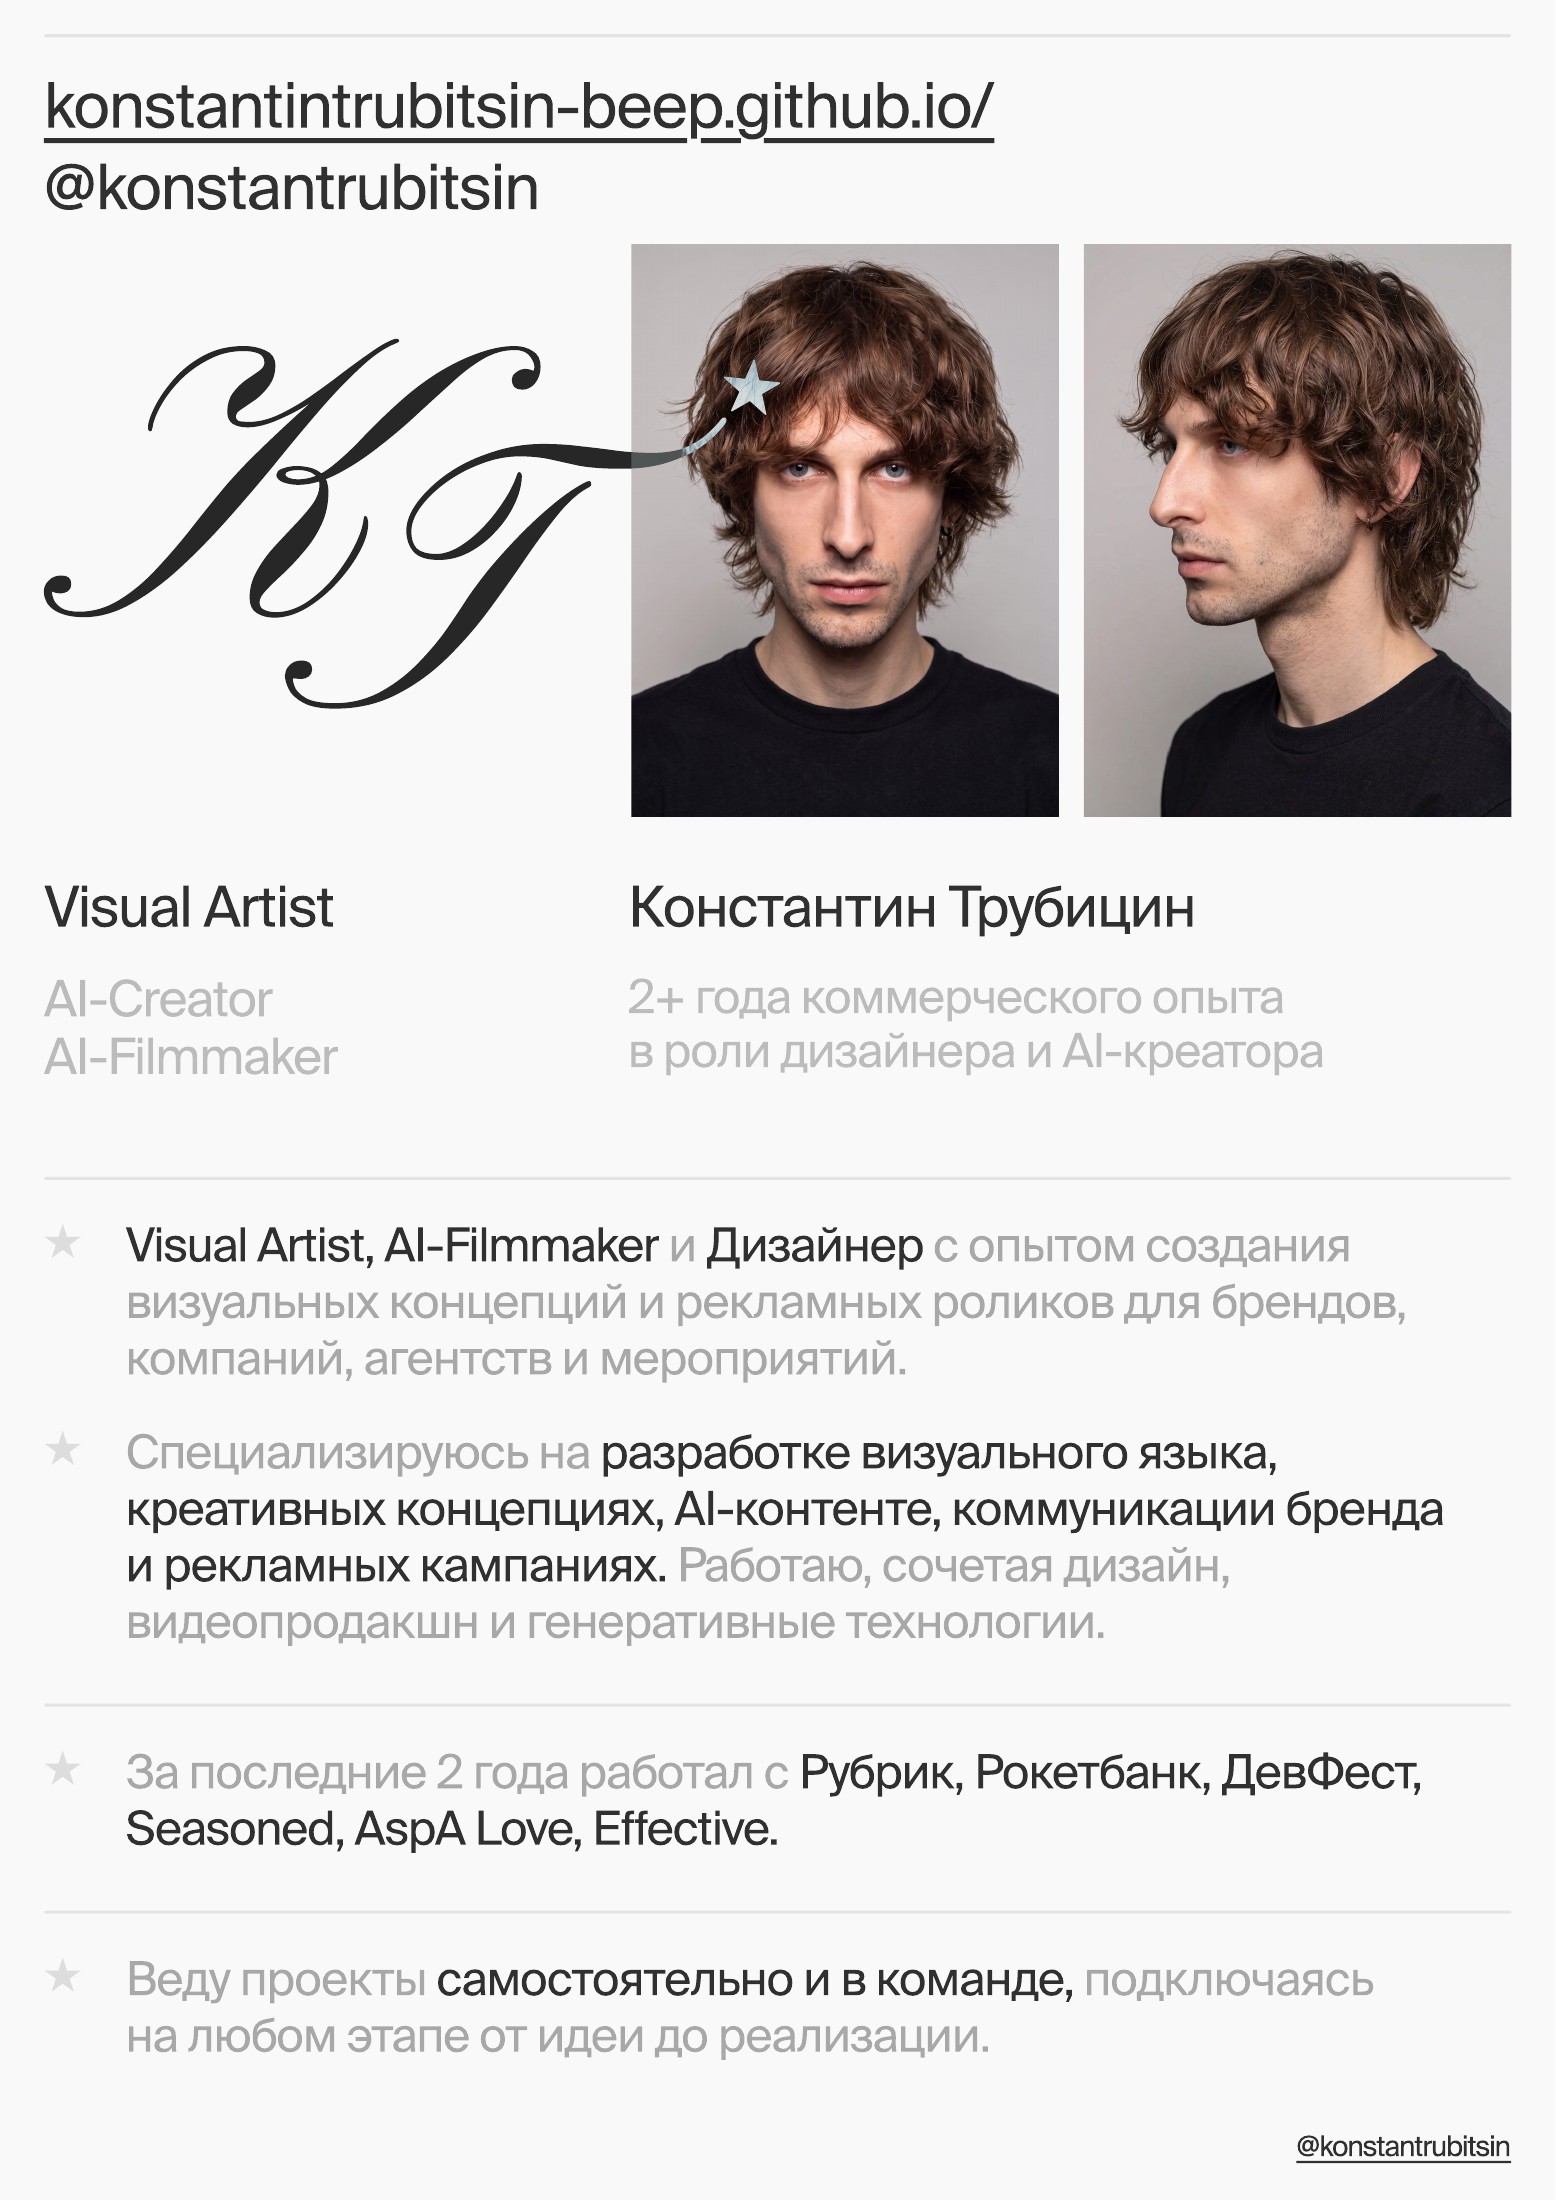 konstantintrubitsin-beep.github.io/
@konstantrubitsin
KT
Visual Artist
AI-Creator
AI-Filmmaker
Константин Трубицин
2+ года коммерческого опыта
в роли дизайнера и AI-креатора
Visual Artist, AI-Filmmaker и Дизайнер с опытом создания
визуальных концепций и рекламных роликов для брендов,
компаний, агентств и мероприятий.
Специализируюсь на разработке визуального языка,
креативных концепциях, AI-контенте, коммуникации бренда
и рекламных кампаниях. Работаю, сочетая дизайн,
видеопродакшн и генеративные технологии.
За последние 2 года работал с Рубрик, Рокетбанк, ДевФест,
Seasoned, AspA Love, Effective.
Веду проекты самостоятельно и в команде, подключаясь
на любом этапе от идеи до реализации.
@konstantrubitsin